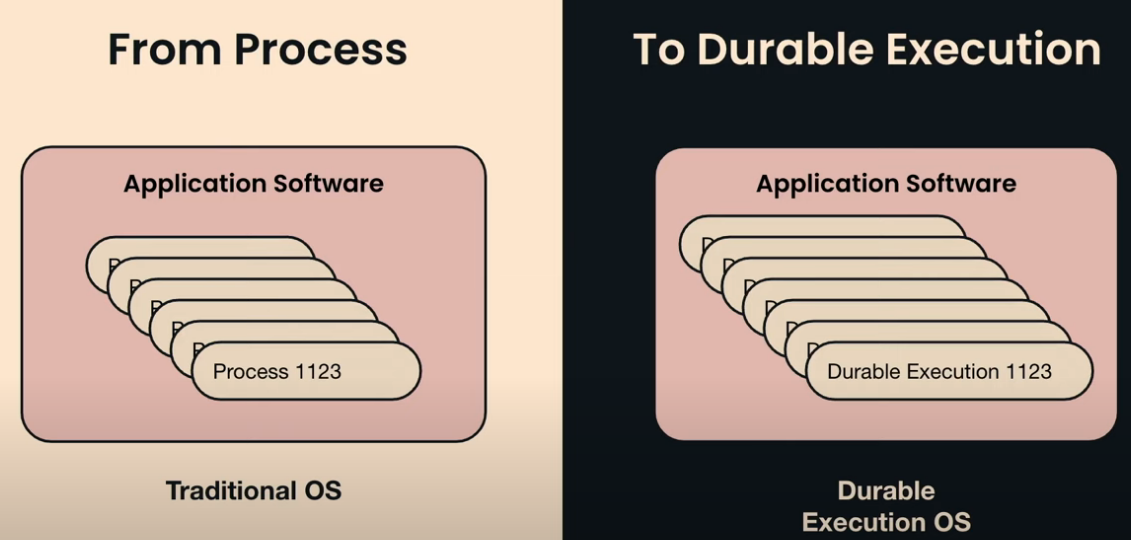 From Process
Application Software
Process 1123
Traditional OS
To Durable Execution
Application Software
Durable Execution 1123
Durable
Execution OS